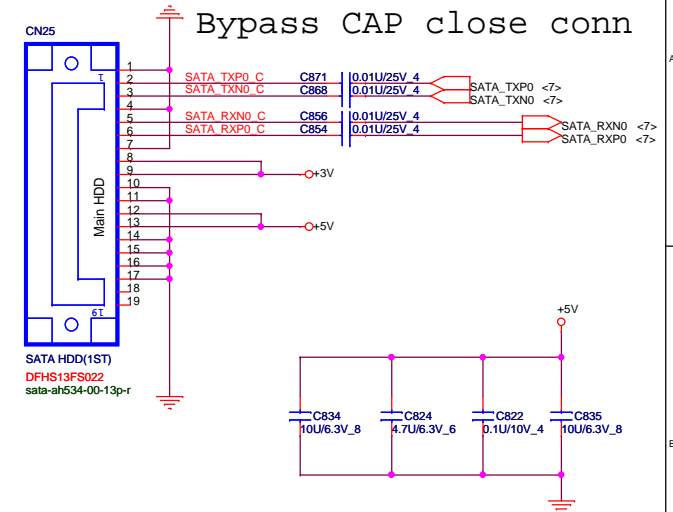 Bypass CAP close conn
CN25
1
1
2
SATA_TXP0_C
C871
0.01U/25V_4
SATA_TXP0 <7>
3
SATA_TXN0_C
C868
0.01U/25V_4
SATA_TXN0 <7>
4
5
SATA_RXN0_C
C856
0.01U/25V_4
SATA_RXN0 <7>
6
SATA_RXP0_C
C854
0.01U/25V_4
SATA_RXP0 <7>
7
8
9
+3V
10
11
12
13
+5V
14
15
16
17
18
19
Main HDD
19
SATA HDD(1ST)
DFHS13FS022
sata-ah534-00-13p-r
+5V
C834
10U/6.3V_8
C824
4.7U/6.3V_6
C822
0.1U/10V_4
C835
10U/6.3V_8
A